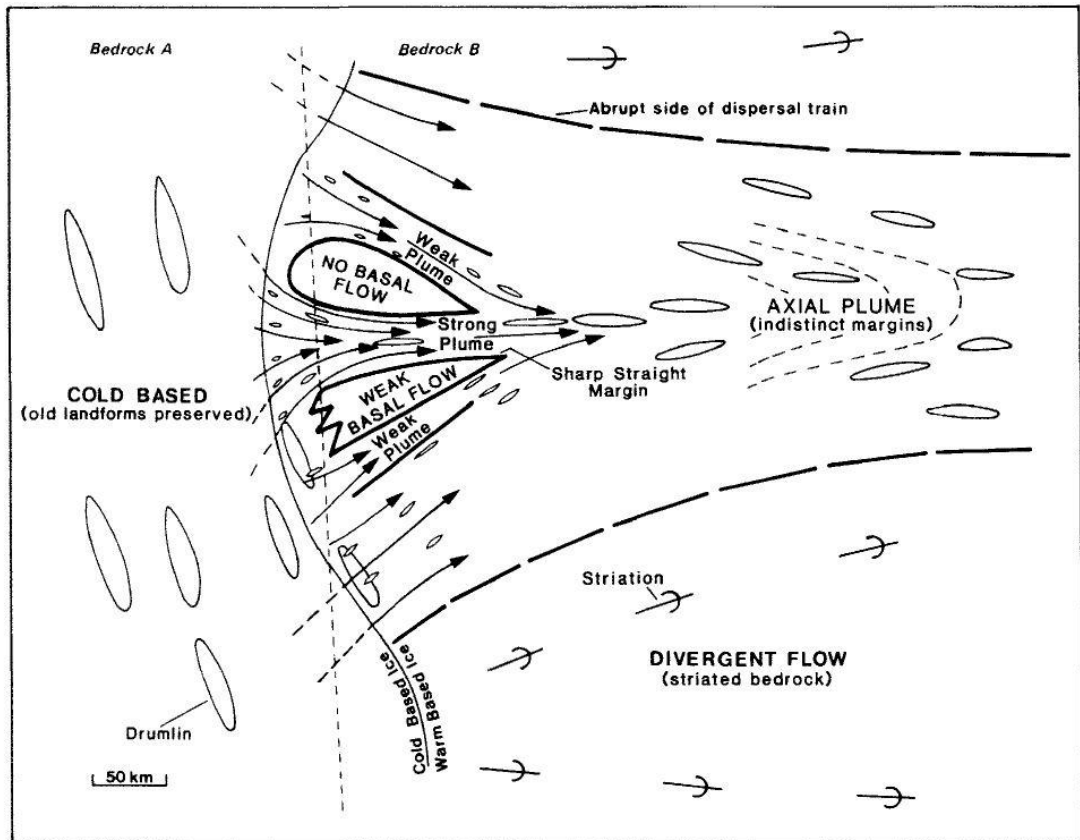 Bedrock A
Bedrock B
Abrupt side of dispersal train
Weak
Plume
NO BASAL
FLOW
AXIAL PLUME
(indistinct margins)
Strong
Plume
Sharp Straight
Margin
COLD BASED
(old landforms preserved)
WEAK
BASAL FLOW
Weak
Plume
Striation
DIVERGENT FLOW
(striated bedrock)
Cold Based Ice
Warm Based Ice
Drumlin
50 km